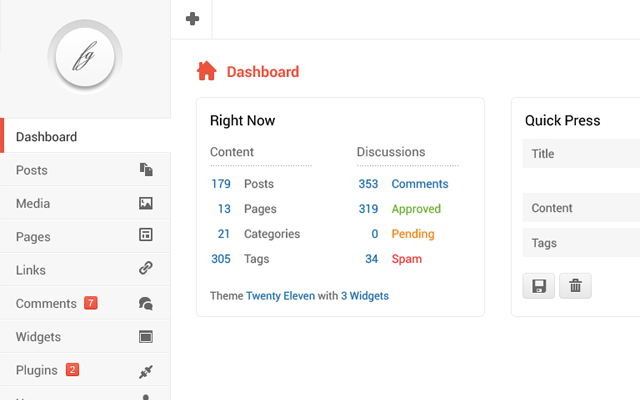 fg
Dashboard
Posts
Media
Pages
Links
Comments 7
Widgets
Plugins 2
Dashboard
Right Now
Content
179 Posts
13 Pages
21 Categories
305 Tags
Discussions
353 Comments
319 Approved
0 Pending
34 Spam
Theme Twenty Eleven with 3 Widgets
Quick Press
Title
Content
Tags